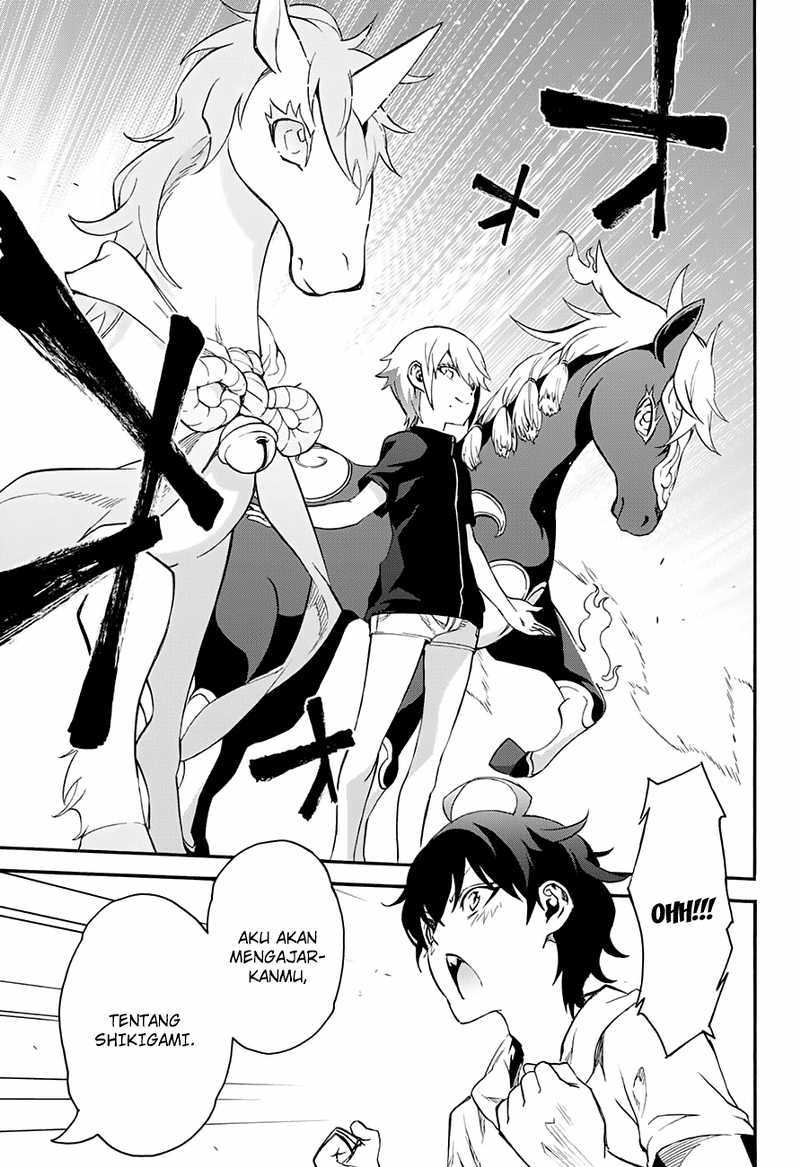 OHH!!!
AKU AKAN
MENGAJAR-
KANMU,
TENTANG
SHIKIGAMI.